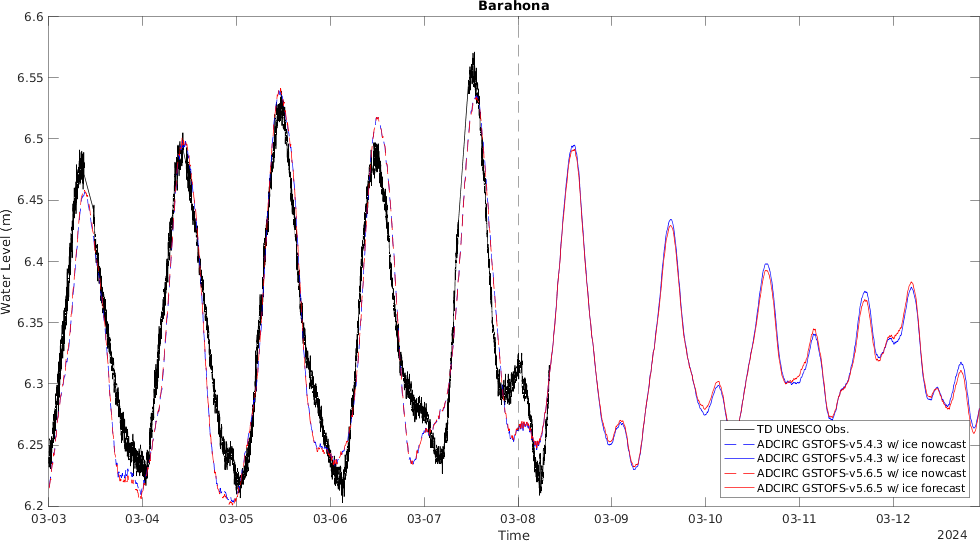 Barahona
6.6
6.55
6.5
6.45
6.4
6.35
6.3
6.25
6.2
Water Level (m)
03-03
03-04
03-05
03-06
03-07
03-08
03-09
03-10
03-11
03-12
Time
2024
TD UNESCO Obs.
ADCIRC GSTOFS-v5.4.3 w/ ice nowcast
ADCIRC GSTOFS-v5.4.3 w/ ice forecast
ADCIRC GSTOFS-v5.6.5 w/ ice nowcast
ADCIRC GSTOFS-v5.6.5 w/ ice forecast